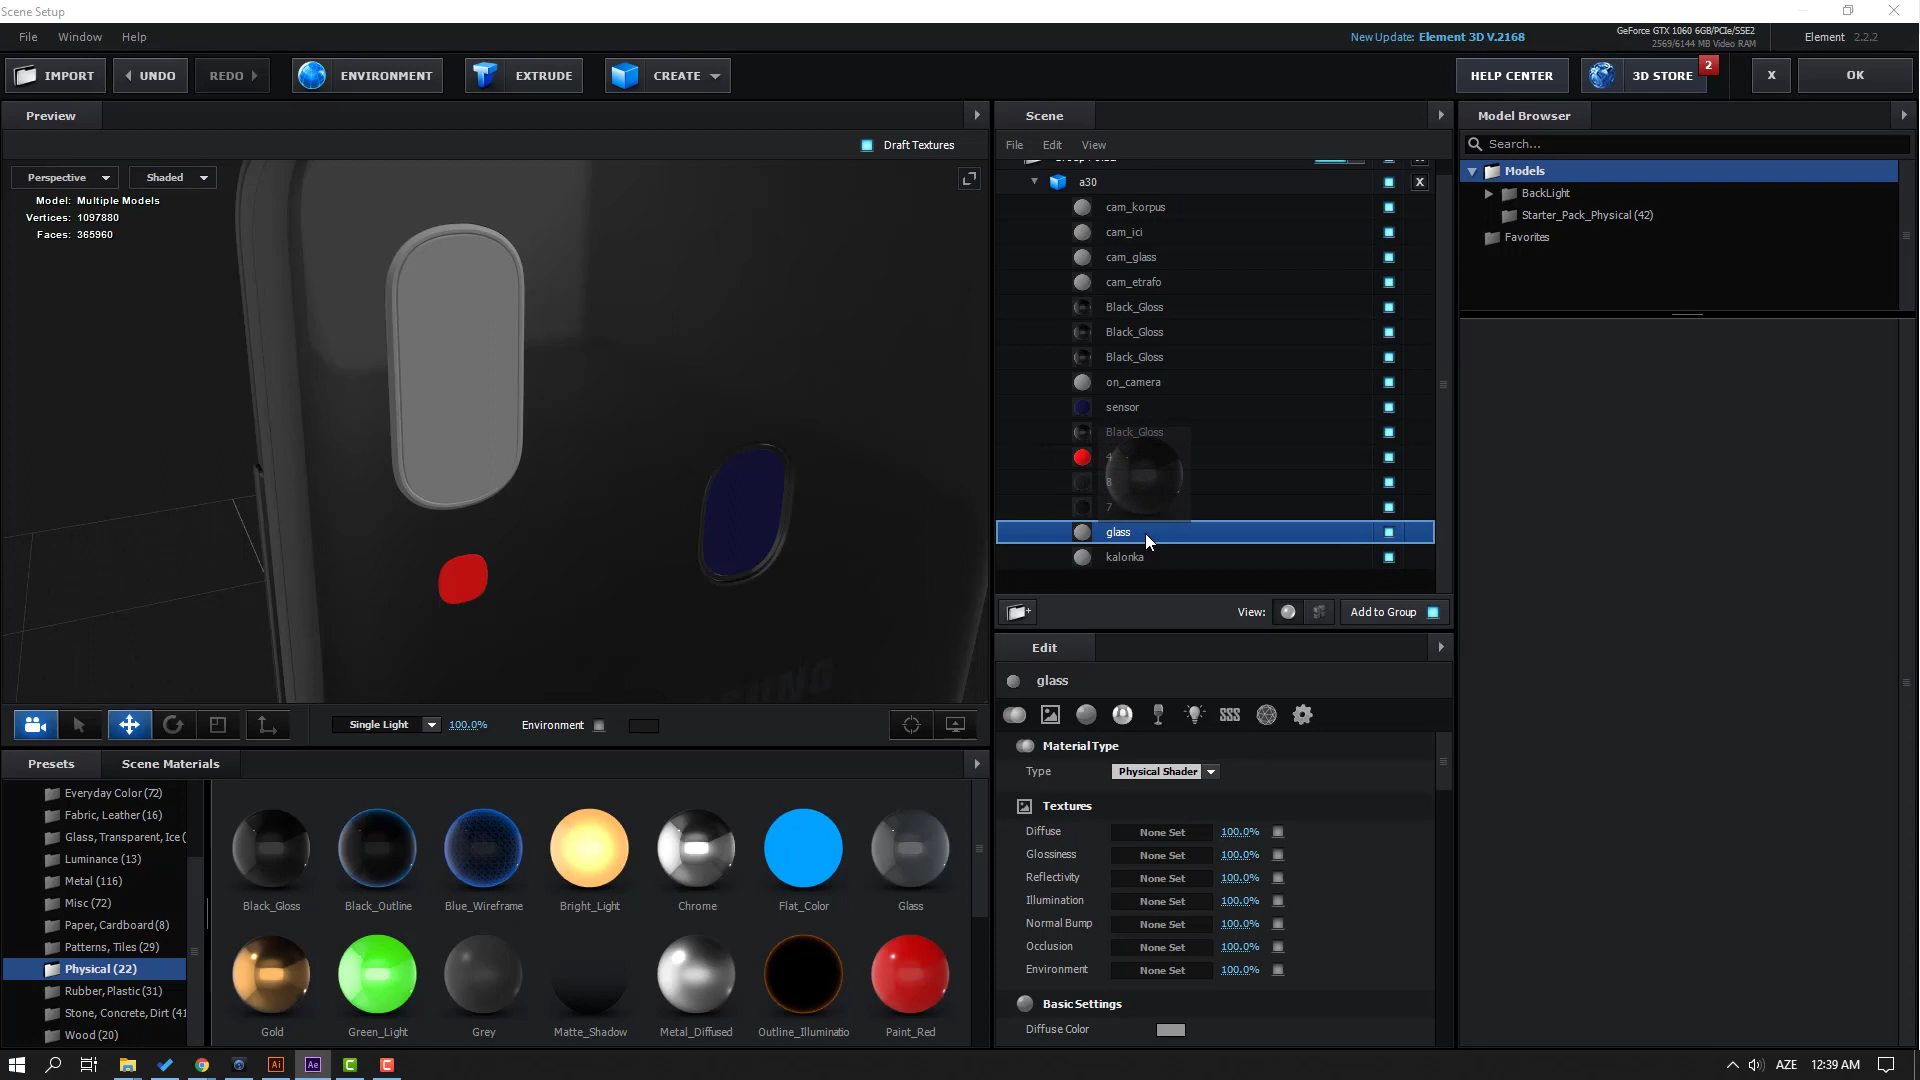 Scene Setup
File Window Help
New Update: Element 3D V.2168
GeForce GTX 1060 6GB/PCIe/SSE2
2569/6144 MB Video RAM
Element 2.2.2
IMPORT UNDO REDO ENVIRONMENT EXTRUDE CREATE HELP CENTER 3D STORE 2 X OK
Preview
Draft Textures
Perspective Shaded
Model: Multiple Models
Vertices: 1097880
Faces: 365960
Single Light 100.0% Environment
Scene
File Edit View
a30 X
cam_korpus
cam_ici
cam_glass
cam_etrafo
Black_Gloss
Black_Gloss
Black_Gloss
on_camera
sensor
Black_Gloss
4
8
7
glass
kalonka
View: Add to Group
Model Browser
Search...
Models
BackLight
Starter_Pack_Physical (42)
Favorites
Presets Scene Materials
Everyday Color (72)
Fabric, Leather (16)
Glass, Transparent, Ice (
Luminance (13)
Metal (116)
Misc (72)
Paper, Cardboard (8)
Patterns, Tiles (29)
Physical (22)
Rubber, Plastic (31)
Stone, Concrete, Dirt (41
Wood (20)
Black_Gloss Black_Outline Blue_Wireframe Bright_Light Chrome Flat_Color Glass
Gold Green_Light Grey Matte_Shadow Metal_Diffused Outline_Illuminatio Paint_Red
Edit
glass
Material Type
Type Physical Shader
Textures
Diffuse None Set 100.0%
Glossiness None Set 100.0%
Reflectivity None Set 100.0%
Illumination None Set 100.0%
Normal Bump None Set 100.0%
Occlusion None Set 100.0%
Environment None Set 100.0%
Basic Settings
Diffuse Color
Ai Ae C C
AZE 12:39 AM